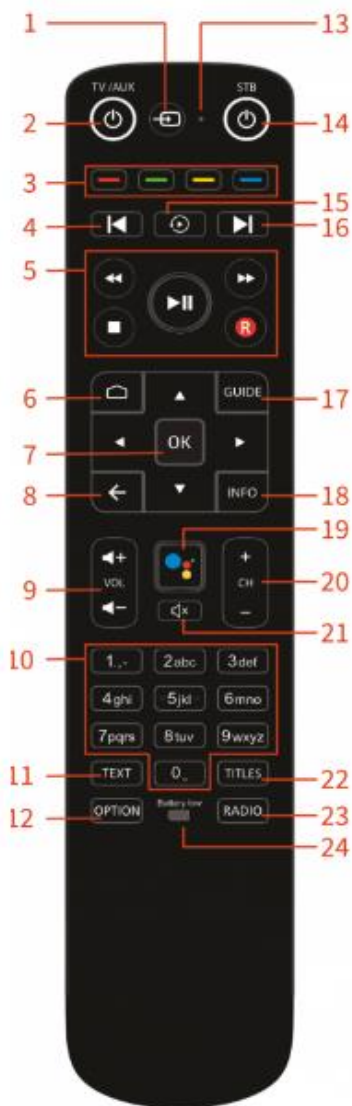 1 13
TV/AUX STB
2 14
3
15
4 16
5
R
6 GUIDE 17
7 OK
8 INFO 18
19
+ +
9 VOL CH 20
- −
21
10 1.,- 2abc 3def
4ghi 5jkl 6mno
7pqrs 8tuv 9wxyz
11 TEXT 0_ TITLES 22
12 OPTION Battery low RADIO 23
24